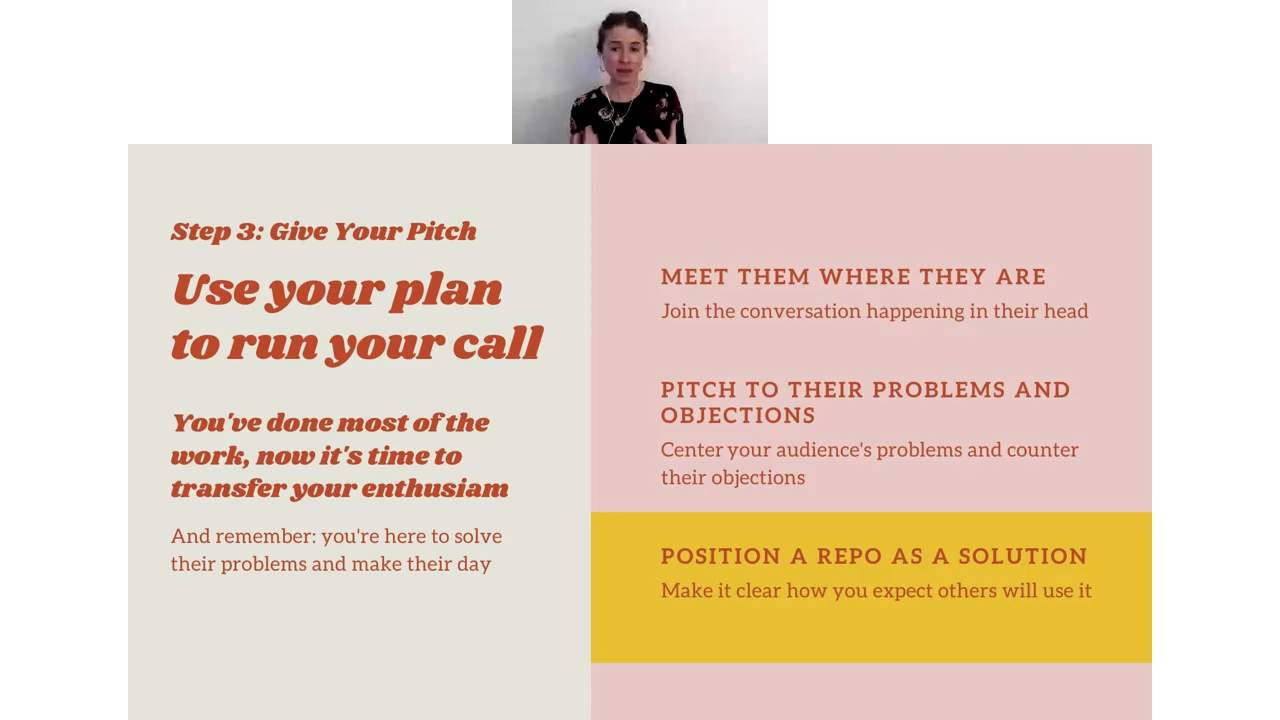 Step 3: Give Your Pitch
Use your plan
to run your call
You've done most of the
work, now it's time to
transfer your enthusiam
And remember: you're here to solve
their problems and make their day
MEET THEM WHERE THEY ARE
Join the conversation happening in their head
PITCH TO THEIR PROBLEMS AND
OBJECTIONS
Center your audience's problems and counter
their objections
POSITION A REPO AS A SOLUTION
Make it clear how you expect others will use it